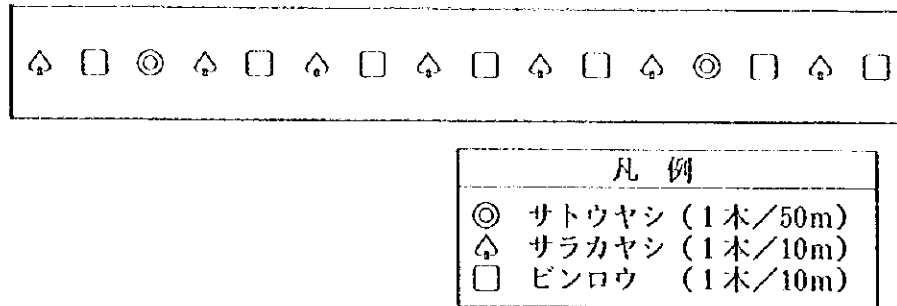 凡 例
◎ サトウヤシ (1本/50m)
♤ サラカヤシ (1本/10m)
□ ビンロウ (1本/10m)